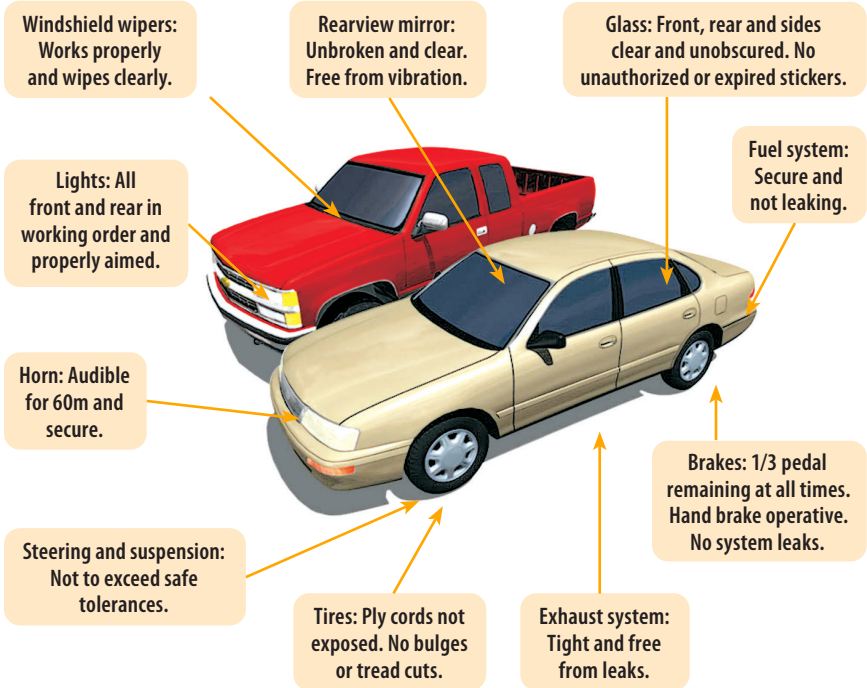 Windshield wipers:
Works properly
and wipes clearly.
Rearview mirror:
Unbroken and clear.
Free from vibration.
Glass: Front, rear and sides
clear and unobscured. No
unauthorized or expired stickers.
Fuel system:
Secure and
not leaking.
Lights: All
front and rear in
working order and
properly aimed.
Horn: Audible
for 60m and
secure.
Brakes: 1/3 pedal
remaining at all times.
Hand brake operative.
No system leaks.
Steering and suspension:
Not to exceed safe
tolerances.
Tires: Ply cords not
exposed. No bulges
or tread cuts.
Exhaust system:
Tight and free
from leaks.